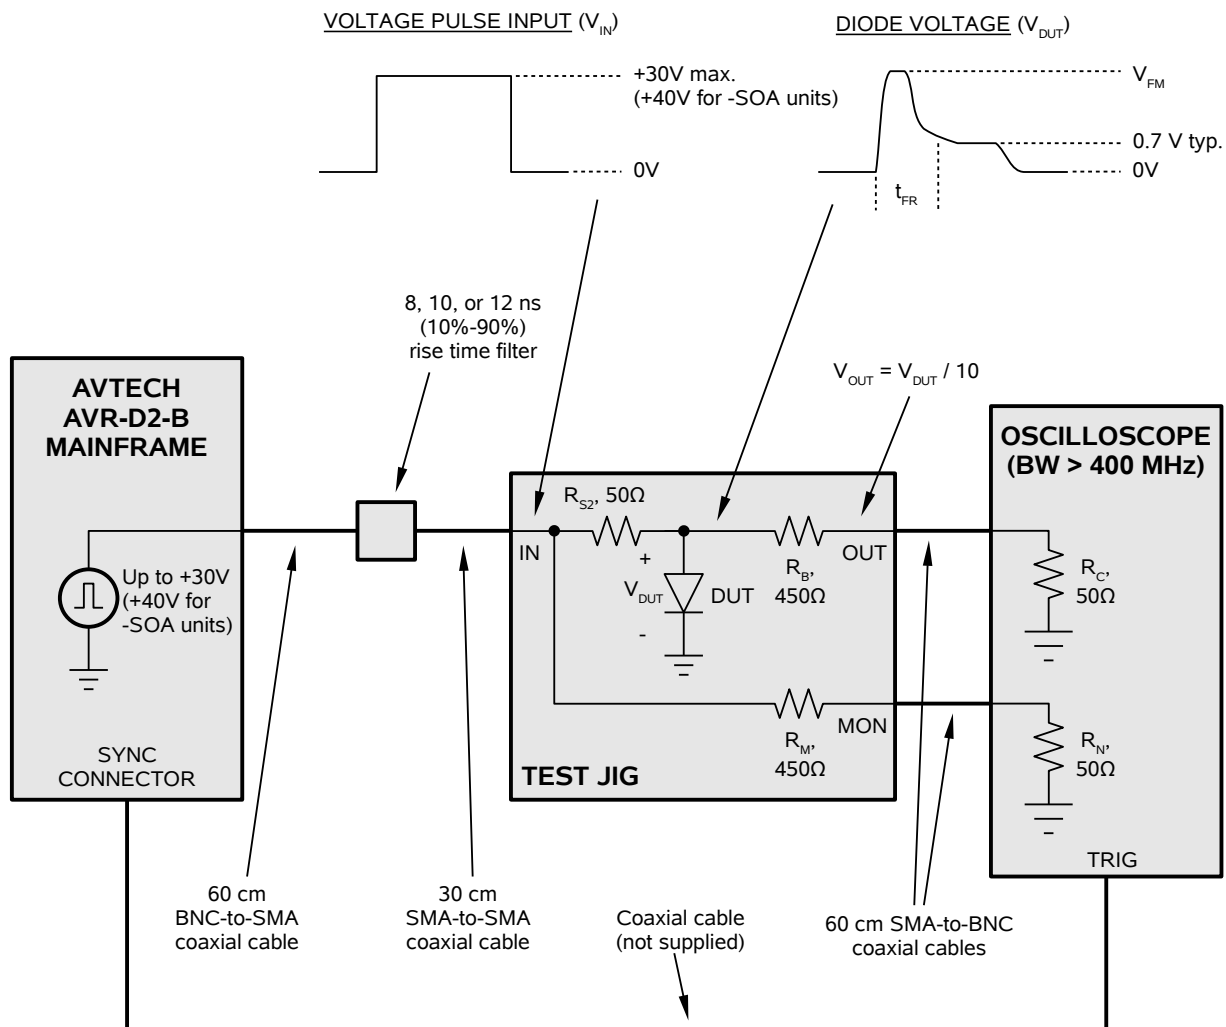 VOLTAGE PULSE INPUT (V_IN)
+30V max.
(+40V for -SOA units)
0V
DIODE VOLTAGE (V_DUT)
V_FM
0.7 V typ.
0V
t_FR
8, 10, or 12 ns
(10%-90%)
rise time filter
V_OUT = V_DUT / 10
AVTECH
AVR-D2-B
MAINFRAME
Up to +30V
(+40V for
-SOA units)
SYNC
CONNECTOR
R_S2, 50Ω
IN
+
V_DUT
-
DUT
R_B,
450Ω
OUT
R_M,
450Ω
MON
TEST JIG
OSCILLOSCOPE
(BW > 400 MHz)
R_C,
50Ω
R_N,
50Ω
TRIG
60 cm
BNC-to-SMA
coaxial cable
30 cm
SMA-to-SMA
coaxial cable
Coaxial cable
(not supplied)
60 cm SMA-to-BNC
coaxial cables